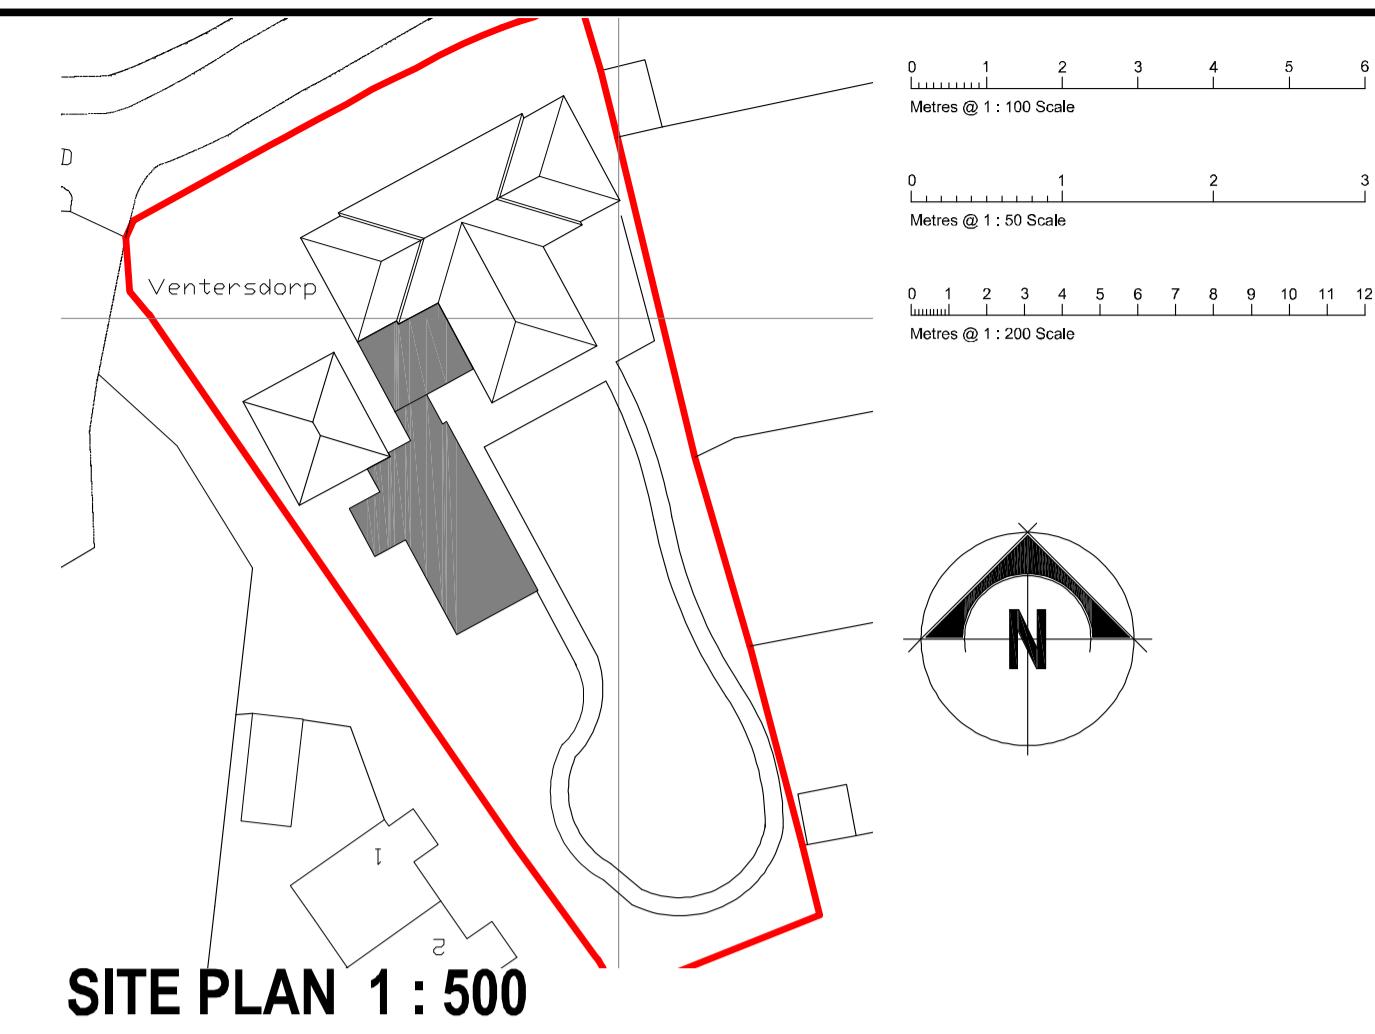 0 1 2 3 4 5 6
Metres @ 1 : 100 Scale
0 1 2 3
Metres @ 1 : 50 Scale
0 1 2 3 4 5 6 7 8 9 10 11 12
Metres @ 1 : 200 Scale
D
Ventersdorp
N
1
2
SITE PLAN 1 : 500